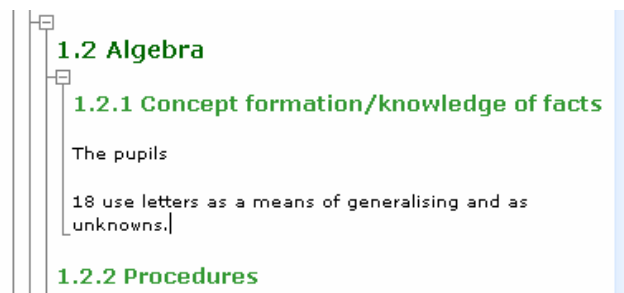 1.2 Algebra
1.2.1 Concept formation/knowledge of facts
The pupils
18 use letters as a means of generalising and as
unknowns.
1.2.2 Procedures